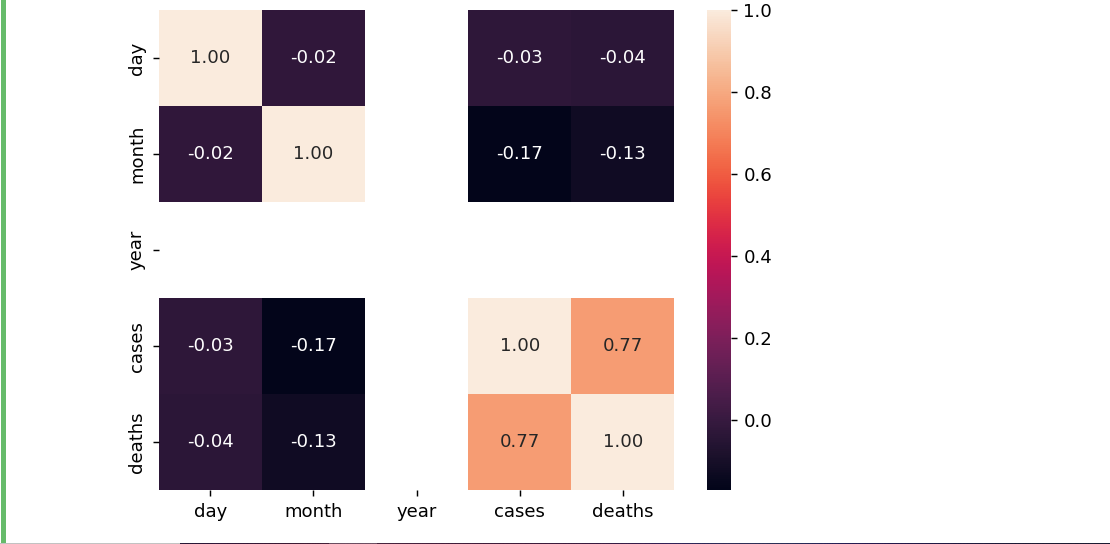 1.0
day 1.00 -0.02 -0.03 -0.04
0.8
month -0.02 1.00 -0.17 -0.13
0.6
year
0.4
cases -0.03 -0.17 1.00 0.77
0.2
deaths -0.04 -0.13 0.77 1.00
0.0
day month year cases deaths